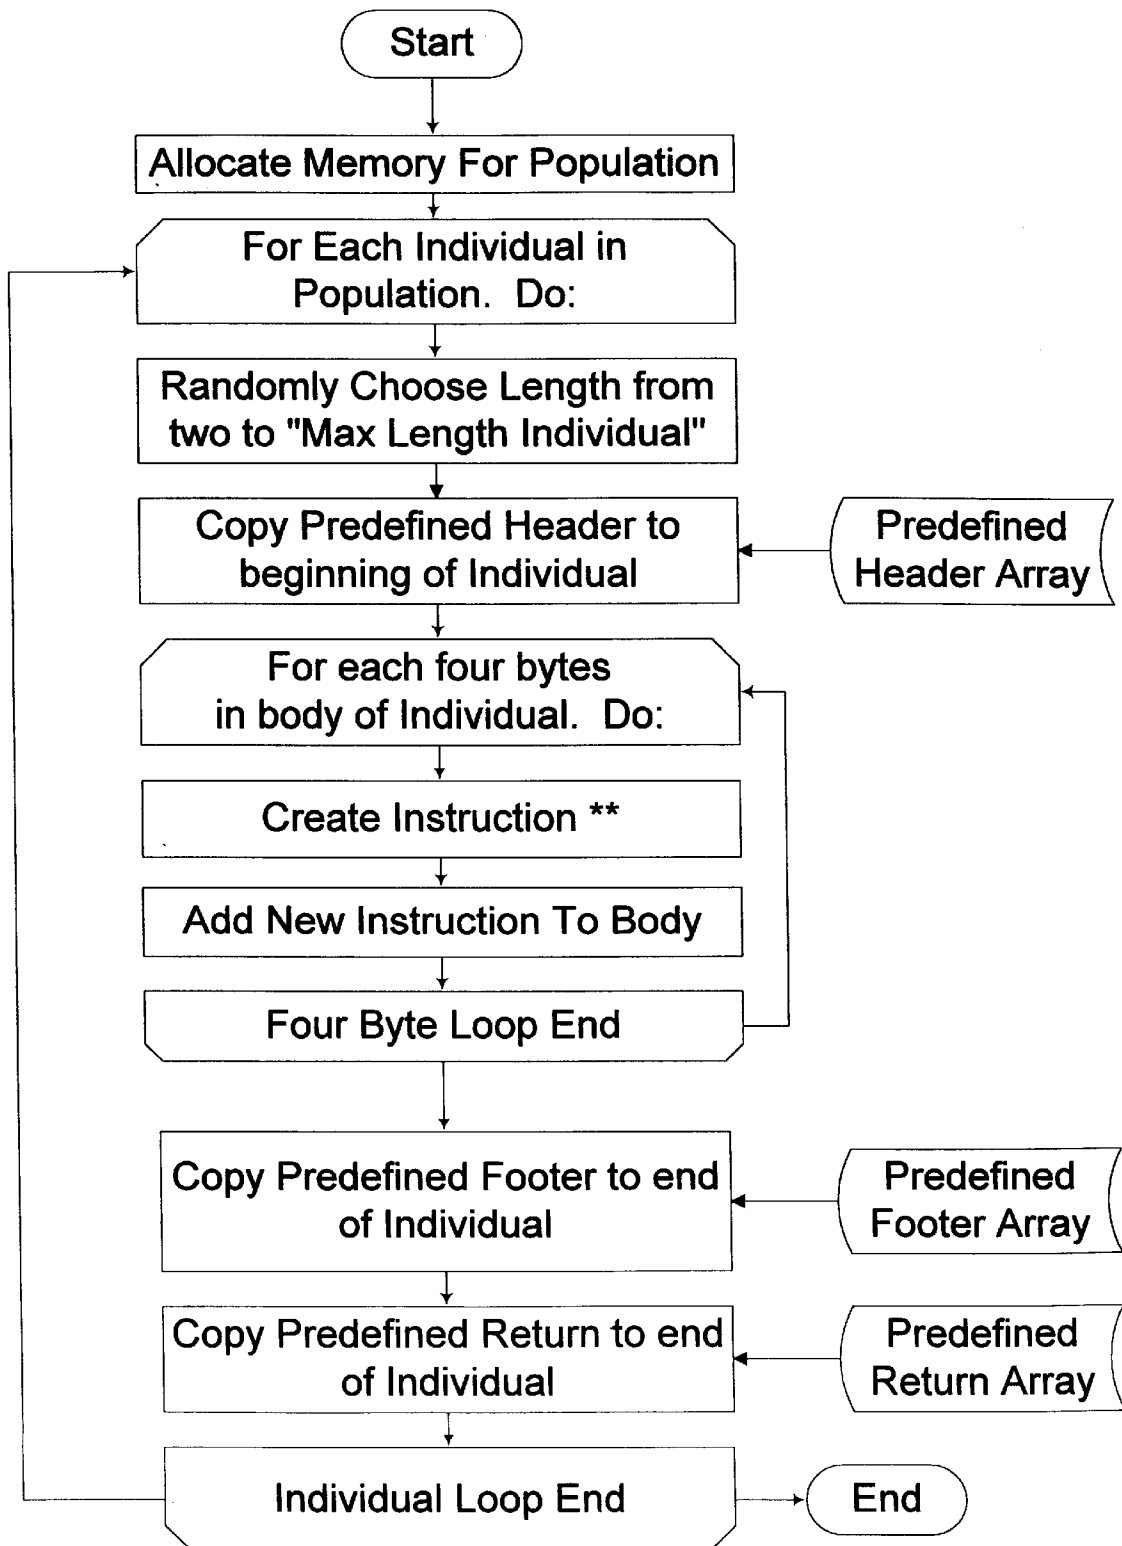 Start
Allocate Memory For Population
For Each Individual in
Population. Do:
Randomly Choose Length from
two to "Max Length Individual"
Copy Predefined Header to
beginning of Individual
Predefined
Header Array
For each four bytes
in body of Individual. Do:
Create Instruction **
Add New Instruction To Body
Four Byte Loop End
Copy Predefined Footer to end
of Individual
Predefined
Footer Array
Copy Predefined Return to end
of Individual
Predefined
Return Array
Individual Loop End
End